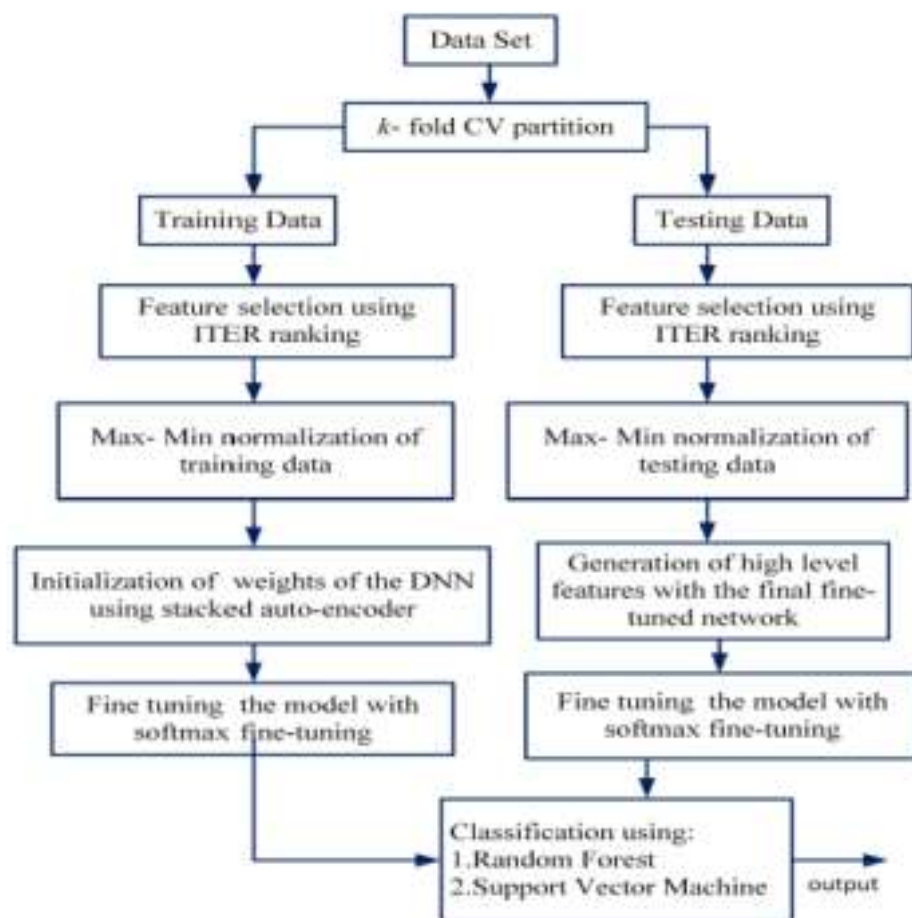 Data Set
k- fold CV partition
Training Data
Testing Data
Feature selection using
ITER ranking
Feature selection using
ITER ranking
Max- Min normalization of
training data
Max- Min normalization of
testing data
Initialization of weights of the DNN
using stacked auto-encoder
Generation of high level
features with the final fine-
tuned network
Fine tuning the model with
softmax fine-tuning
Fine tuning the model with
softmax fine-tuning
Classification using:
1.Random Forest
2.Support Vector Machine
output